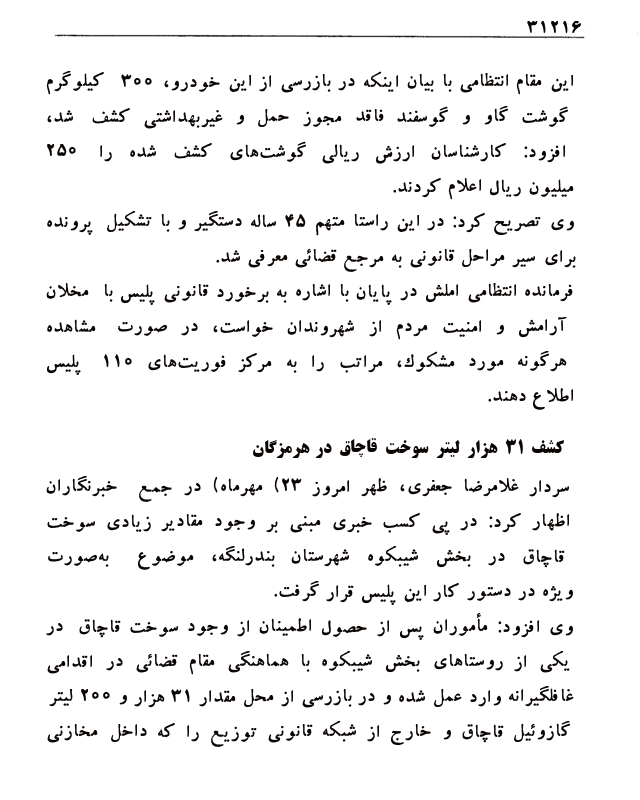 ۳۱۲۱۶
این مقام انتظامی با بیان اینکه در بازرسی از این خودرو، ۳۰۰ کیلوگرم
گوشت گاو و گوسفند فاقد مجوز حمل و غیربهداشتی کشف شد،
افزود: کارشناسان ارزش ریالی گوشت‌های کشف شده را ۲۵۰
میلیون ریال اعلام کردند.
وی تصریح کرد: در این راستا متهم ۴۵ ساله دستگیر و با تشکیل پرونده
برای سیر مراحل قانونی به مرجع قضائی معرفی شد.
فرمانده انتظامی املش در پایان با اشاره به برخورد قانونی پلیس با مخلان
آرامش و امنیت مردم از شهروندان خواست، در صورت مشاهده
هرگونه مورد مشکوك، مراتب را به مرکز فوریت‌های ۱۱۰ پلیس
اطلاع دهند.
کشف ۳۱ هزار لیتر سوخت قاچاق در هرمزگان
سردار غلامرضا جعفری، ظهر امروز ۲۳) مهرماه) در جمع خبرنگاران
اظهار کرد: در پی کسب خبری مبنی بر وجود مقادیر زیادی سوخت
قاچاق در بخش شیبکوه شهرستان بندرلنگه، موضوع به‌صورت
ویژه در دستور کار این پلیس قرار گرفت.
وی افزود: مأموران پس از حصول اطمینان از وجود سوخت قاچاق در
یکی از روستاهای بخش شیبکوه با هماهنگی مقام قضائی در اقدامی
غافلگیرانه وارد عمل شده و در بازرسی از محل مقدار ۳۱ هزار و ۲۰۰ لیتر
گازوئیل قاچاق و خارج از شبکه قانونی توزیع را که داخل مخازنی